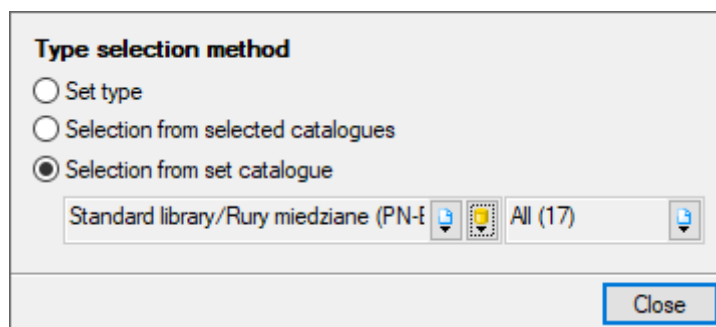 Type selection method
Set type
Selection from selected catalogues
Selection from set catalogue
Standard library/Rury miedziane (PN-E All (17)
Close